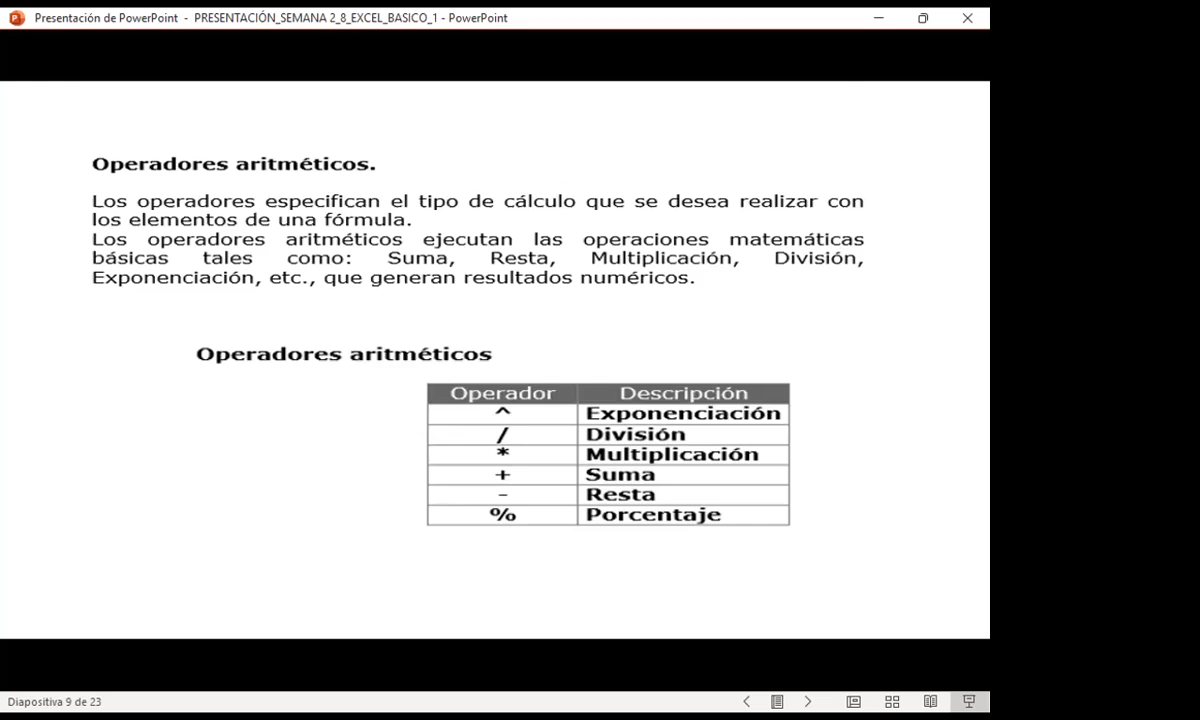 Presentación de PowerPoint - PRESENTACIÓN_SEMANA 2_8_EXCEL_BASICO_1 - PowerPoint
Operadores aritméticos.
Los operadores especifican el tipo de cálculo que se desea realizar con
los elementos de una fórmula.
Los operadores aritméticos ejecutan las operaciones matemáticas
básicas tales como: Suma, Resta, Multiplicación, División,
Exponenciación, etc., que generan resultados numéricos.
Operadores aritméticos
Operador Descripción
^ Exponenciación
/ División
* Multiplicación
+ Suma
- Resta
% Porcentaje
Diapositiva 9 de 23